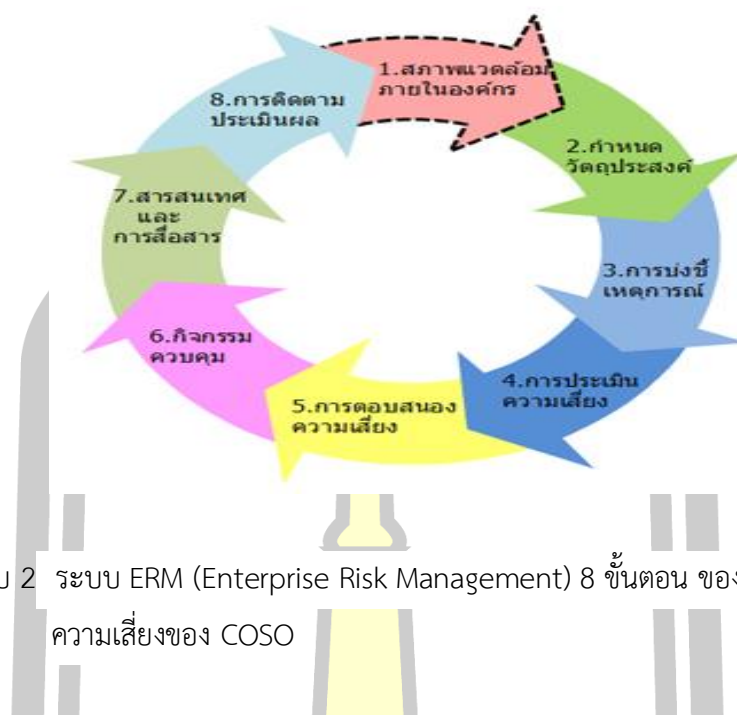 1.สภาพแวดล้อม
ภายในองค์กร
2.กำหนด
วัตถุประสงค์
3.การบ่งชี้
เหตุการณ์
4.การประเมิน
ความเสี่ยง
5.การตอบสนอง
ความเสี่ยง
6.กิจกรรม
ควบคุม
7.สารสนเทศ
และ
การสื่อสาร
8.การติดตาม
ประเมินผล
2 ระบบ ERM (Enterprise Risk Management) 8 ขั้นตอน ของ
ความเสี่ยงของ COSO